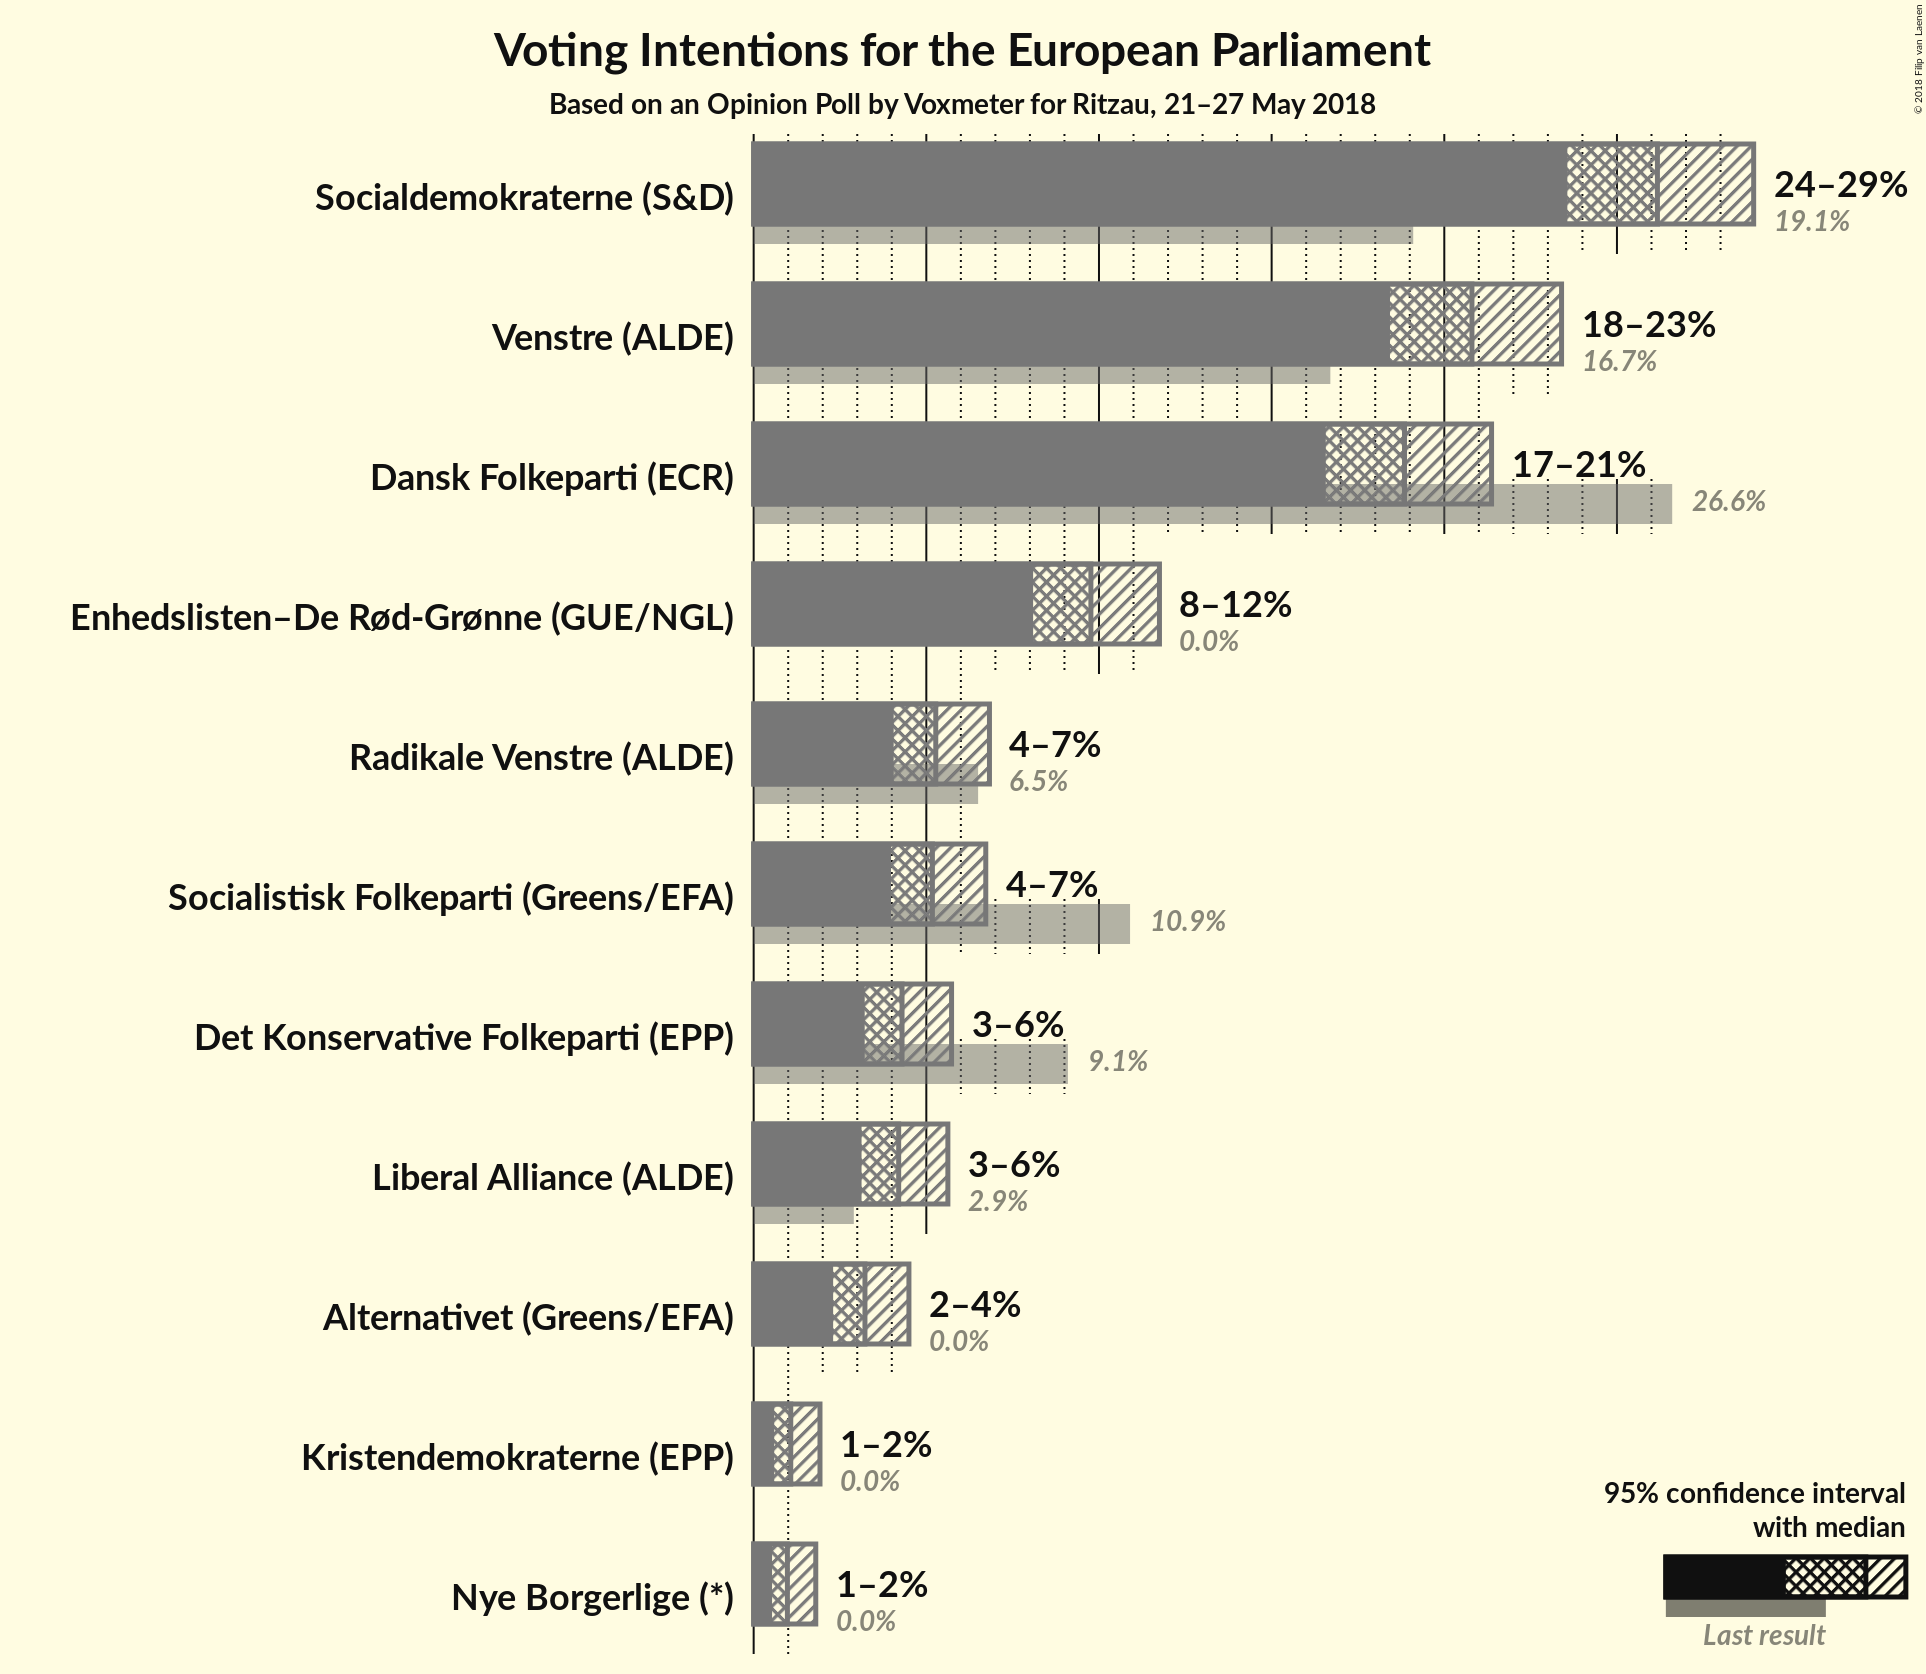 Voting Intentions for the European Parliament
Based on an Opinion Poll by Voxmeter for Ritzau, 21–27 May 2018
© 2018 Filip van Laenen
Socialdemokraterne (S&D)
24–29%
19.1%
Venstre (ALDE)
18–23%
16.7%
Dansk Folkeparti (ECR)
17–21%
26.6%
Enhedslisten–De Rød-Grønne (GUE/NGL)
8–12%
0.0%
Radikale Venstre (ALDE)
4–7%
6.5%
Socialistisk Folkeparti (Greens/EFA)
4–7%
10.9%
Det Konservative Folkeparti (EPP)
3–6%
9.1%
Liberal Alliance (ALDE)
3–6%
2.9%
Alternativet (Greens/EFA)
2–4%
0.0%
Kristendemokraterne (EPP)
1–2%
0.0%
Nye Borgerlige (*)
1–2%
0.0%
95% confidence interval
with median
Last result